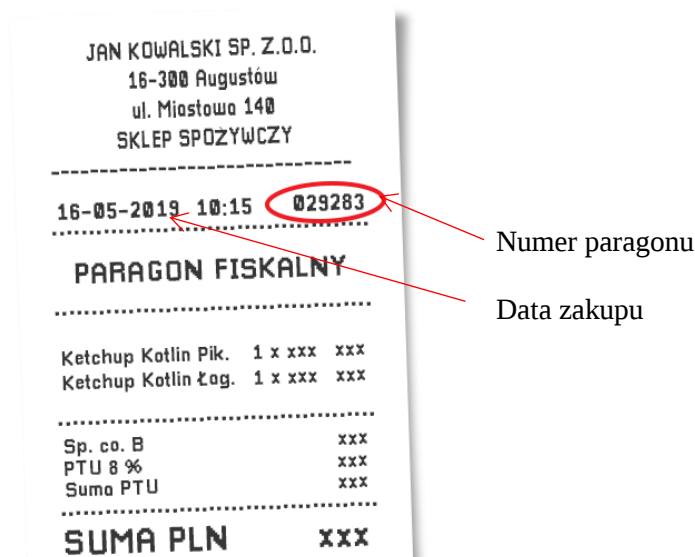 JAN KOWALSKI SP. Z.O.O.
16-300 Augustów
ul. Miastowa 140
SKLEP SPOŻYWCZY
16-05-2019 10:15 029283
Numer paragonu
PARAGON FISKALNY
Data zakupu
Ketchup Kotlin Pik. 1 x xxx xxx
Ketchup Kotlin Łag. 1 x xxx xxx
Sp. co. B xxx
PTU 8 % xxx
Suma PTU xxx
SUMA PLN xxx